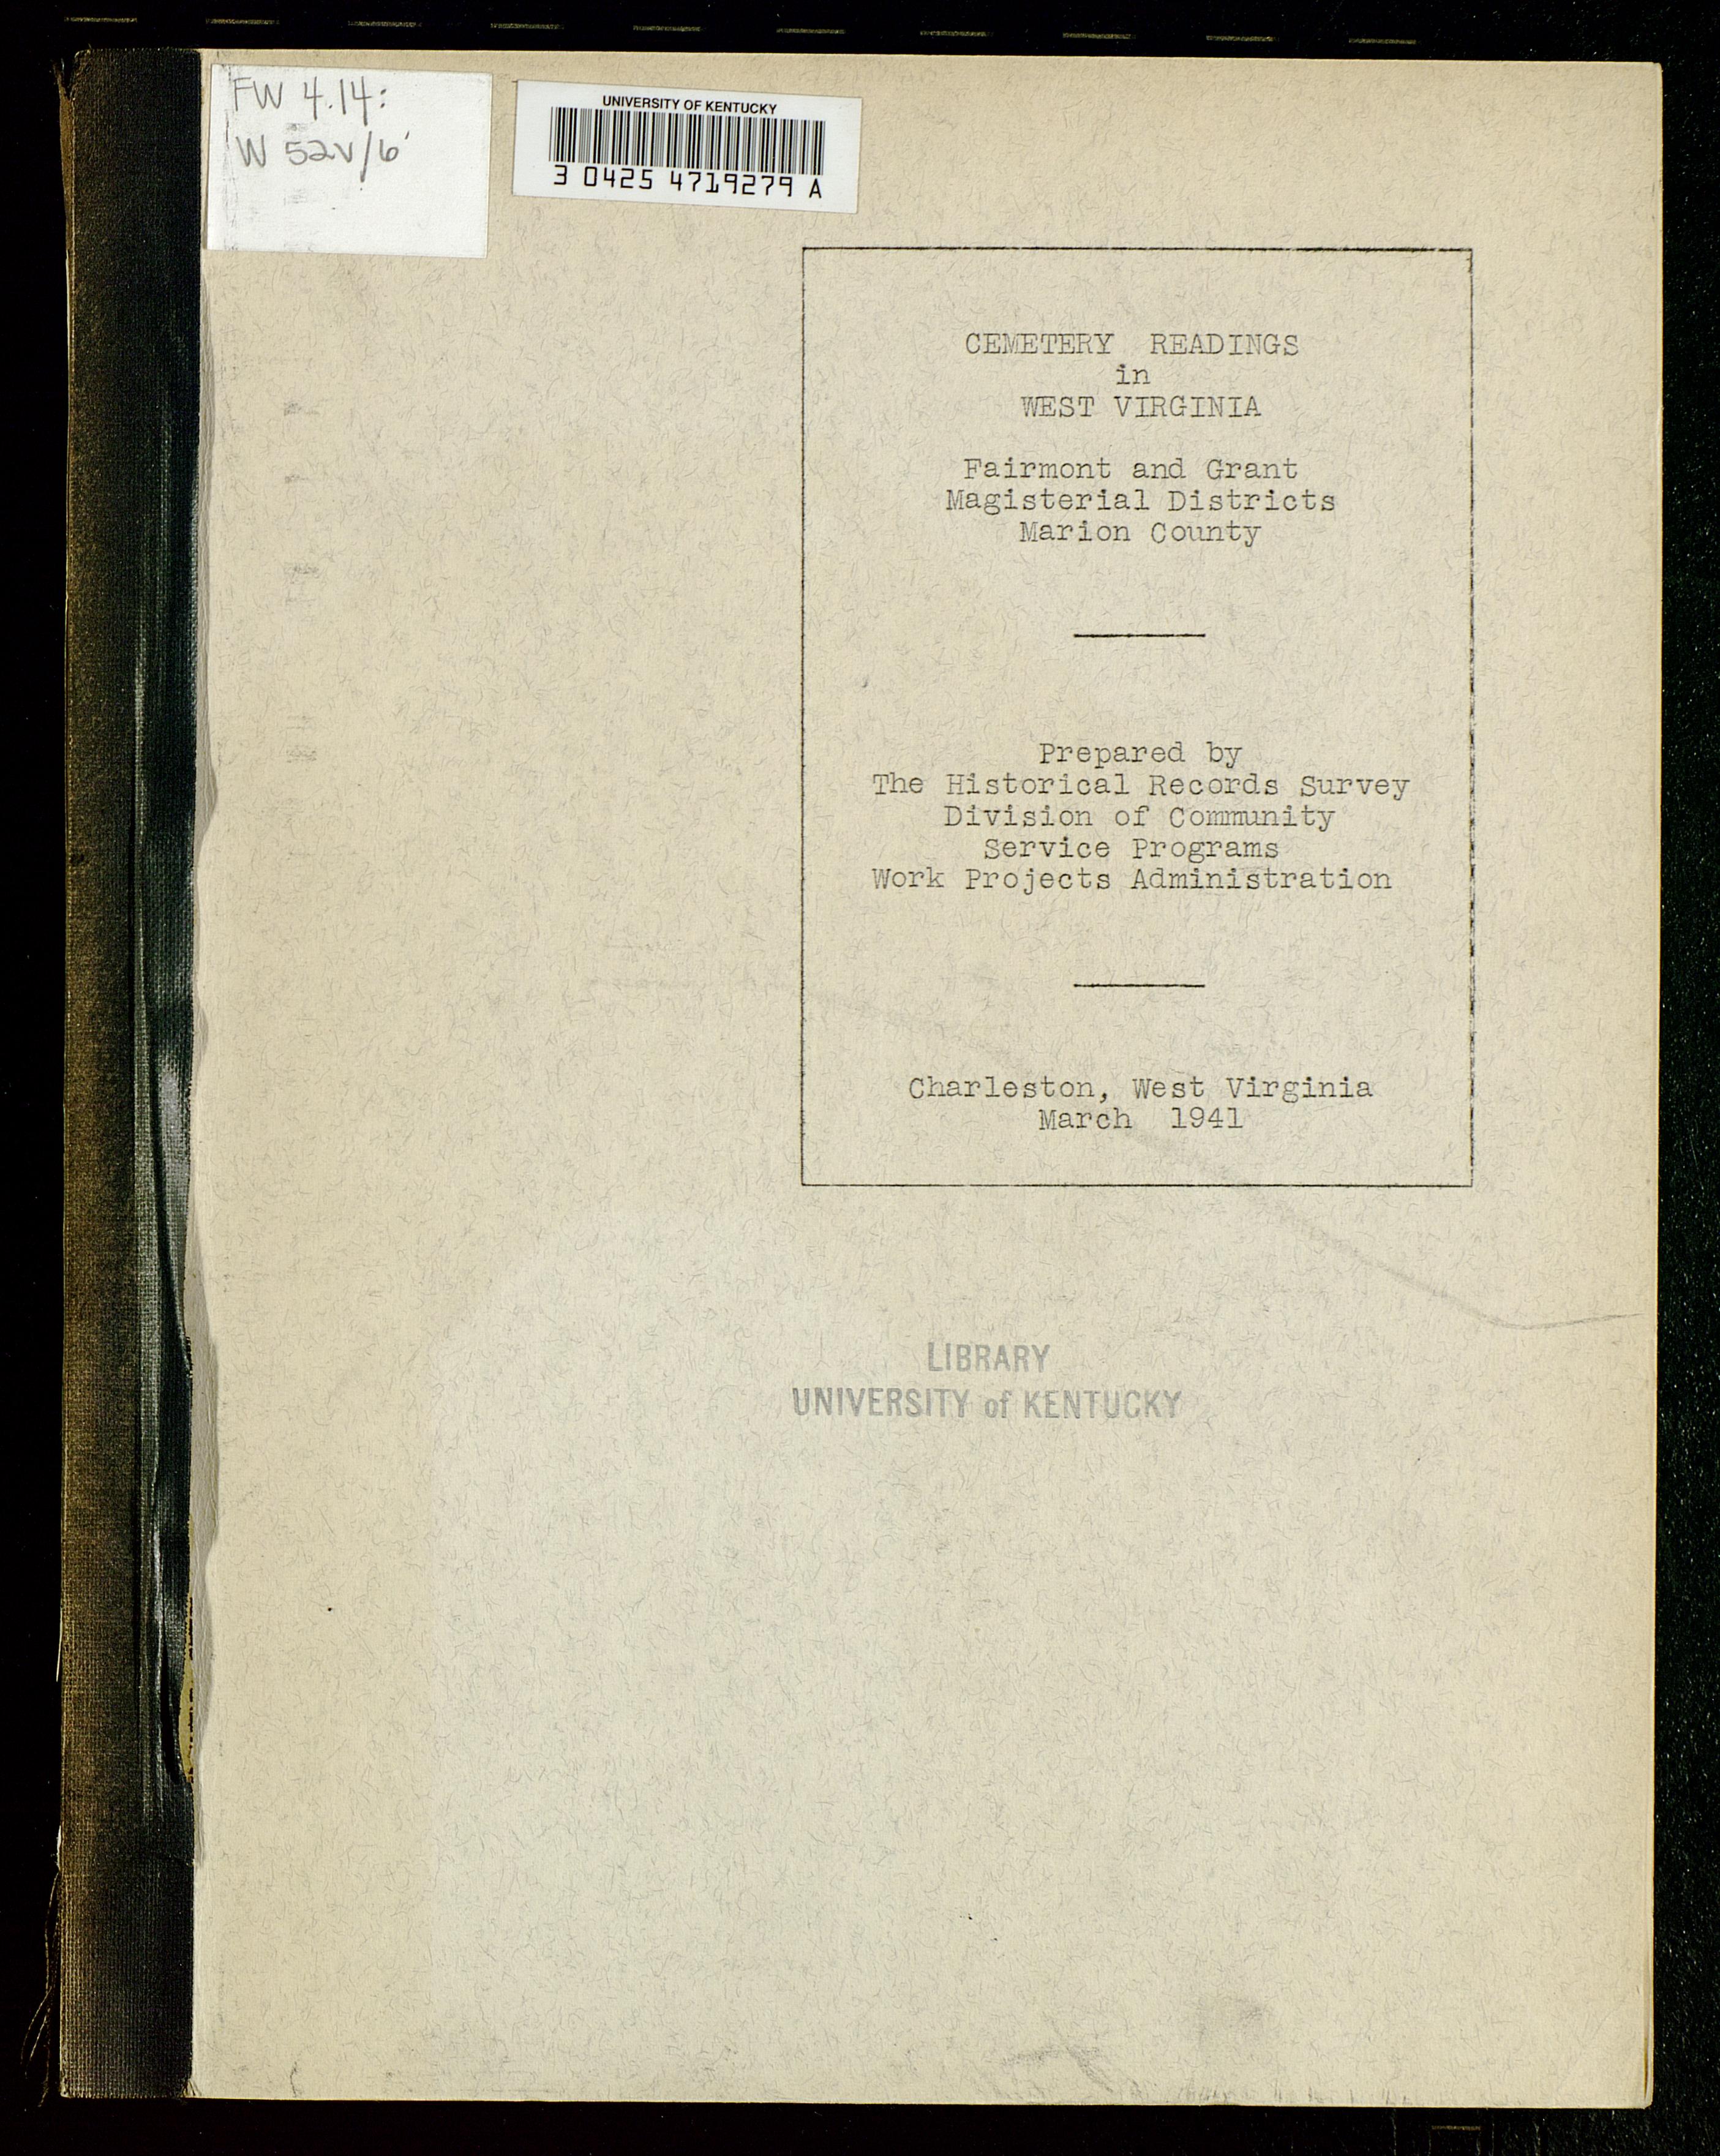 FW 4.14:
W 52v/6
UNIVERSITY OF KENTUCKY
3 0425 4719279 A
CEMETERY READINGS
in
WEST VIRGINIA
Fairmont and Grant
Magisterial Districts
Marion County
Prepared by
The Historical Records Survey
Division of Community
Service Programs
Work Projects Administration
Charleston, West Virginia
March 1941
LIBRARY
UNIVERSITY of KENTUCKY